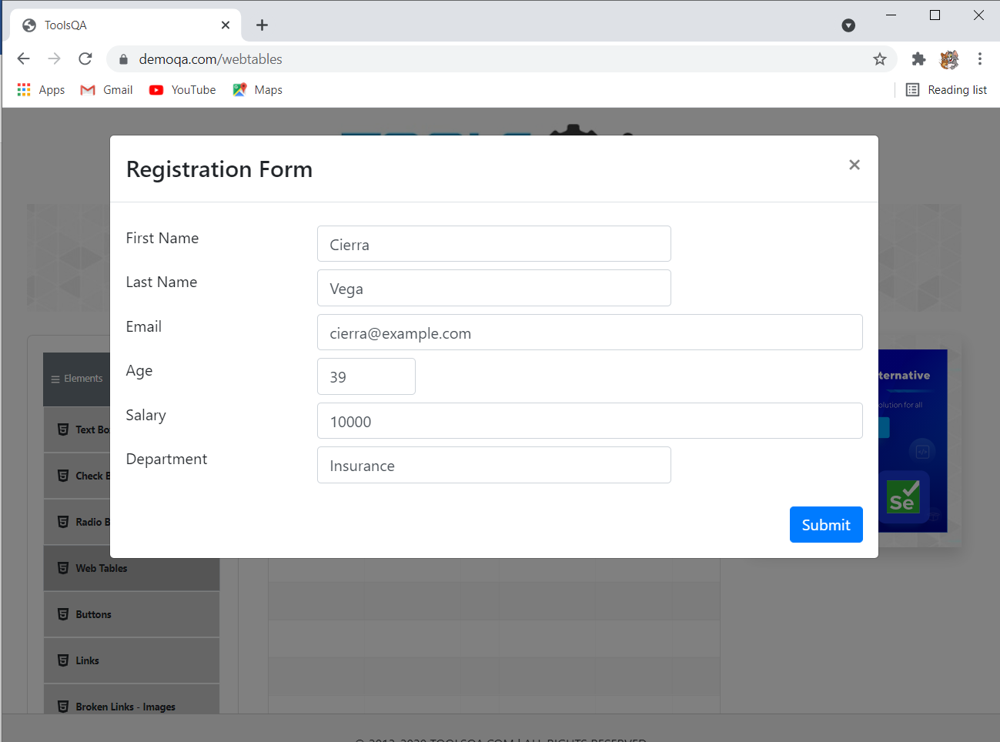 ToolsQA
demoqa.com/webtables
Apps Gmail YouTube Maps Reading list
Registration Form
First Name Cierra
Last Name Vega
Email cierra@example.com
Age 39
Salary 10000
Department Insurance
Submit
Elements
Text Bo
Check B
Radio B
Web Tables
Buttons
Links
Broken Links - Images
ternative
olution for all
Se